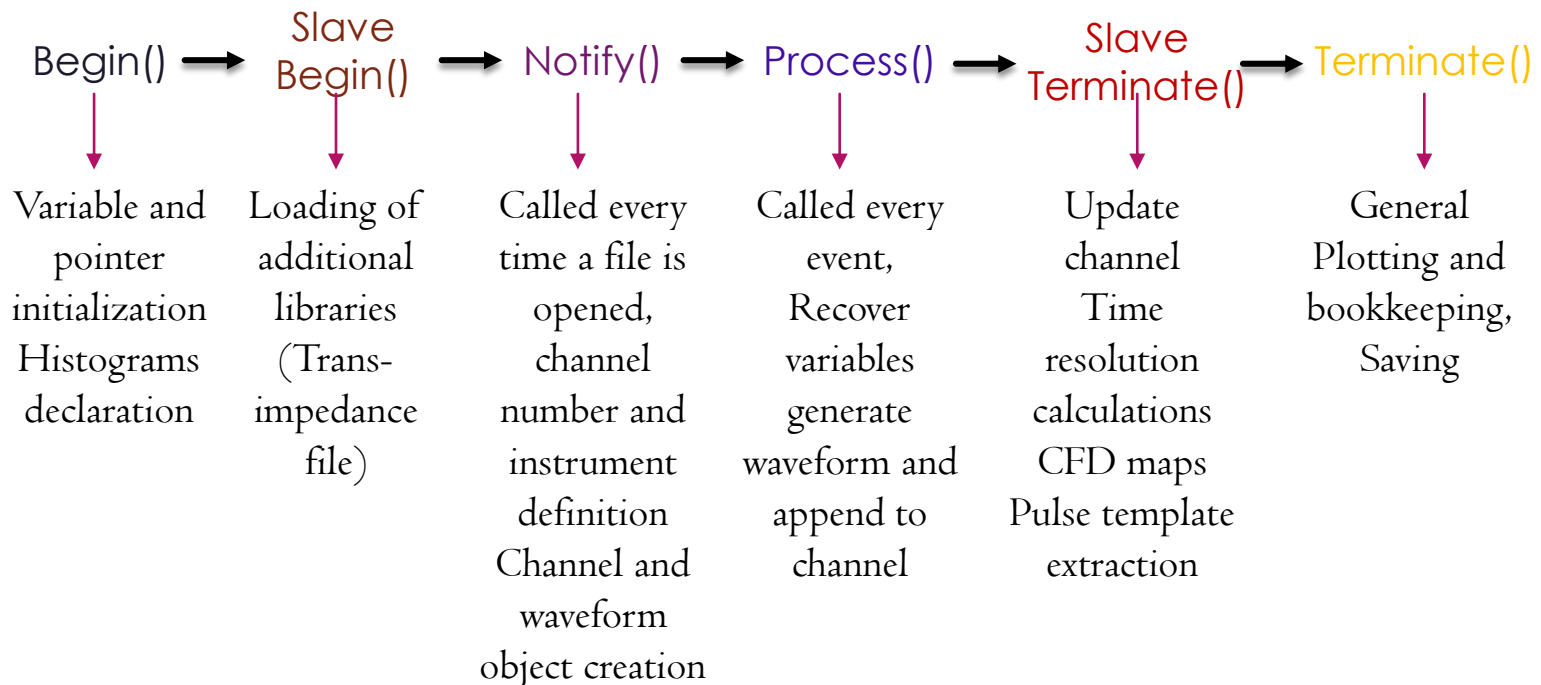 Begin()
Slave
Begin()
Notify()
Process()
Slave
Terminate()
Terminate()
Variable and
pointer
initialization
Histograms
declaration
Loading of
additional
libraries
(Trans-
impedance
file)
Called every
time a file is
opened,
channel
number and
instrument
definition
Channel and
waveform
object creation
Called every
event,
Recover
variables
generate
waveform and
append to
channel
Update
channel
Time
resolution
calculations
CFD maps
Pulse template
extraction
General
Plotting and
bookkeeping,
Saving